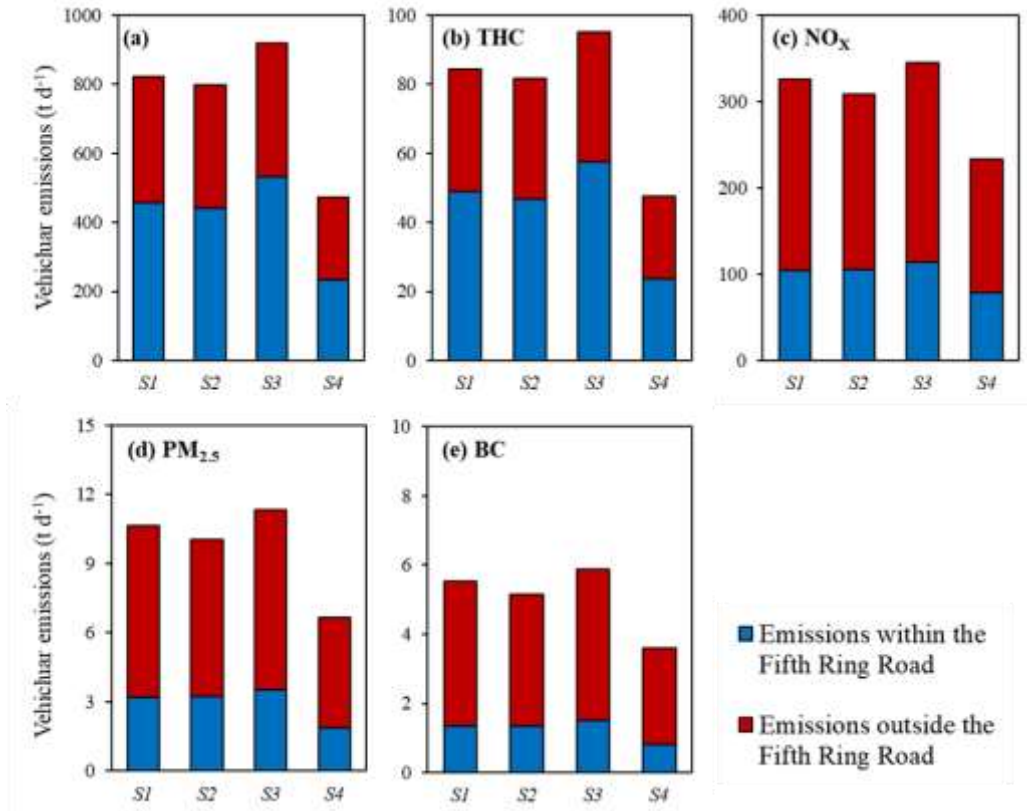 Vehicluar emissions (t d⁻¹)
(a)
1000
800
600
400
200
0
S1 S2 S3 S4
(b) THC
100
80
60
40
20
0
S1 S2 S3 S4
(c) NOX
400
300
200
100
0
S1 S2 S3 S4
Vehicluar emissions (t d⁻¹)
(d) PM2.5
15
12
9
6
3
0
S1 S2 S3 S4
(e) BC
10
8
6
4
2
0
S1 S2 S3 S4
Emissions within the
Fifth Ring Road
Emissions outside the
Fifth Ring Road